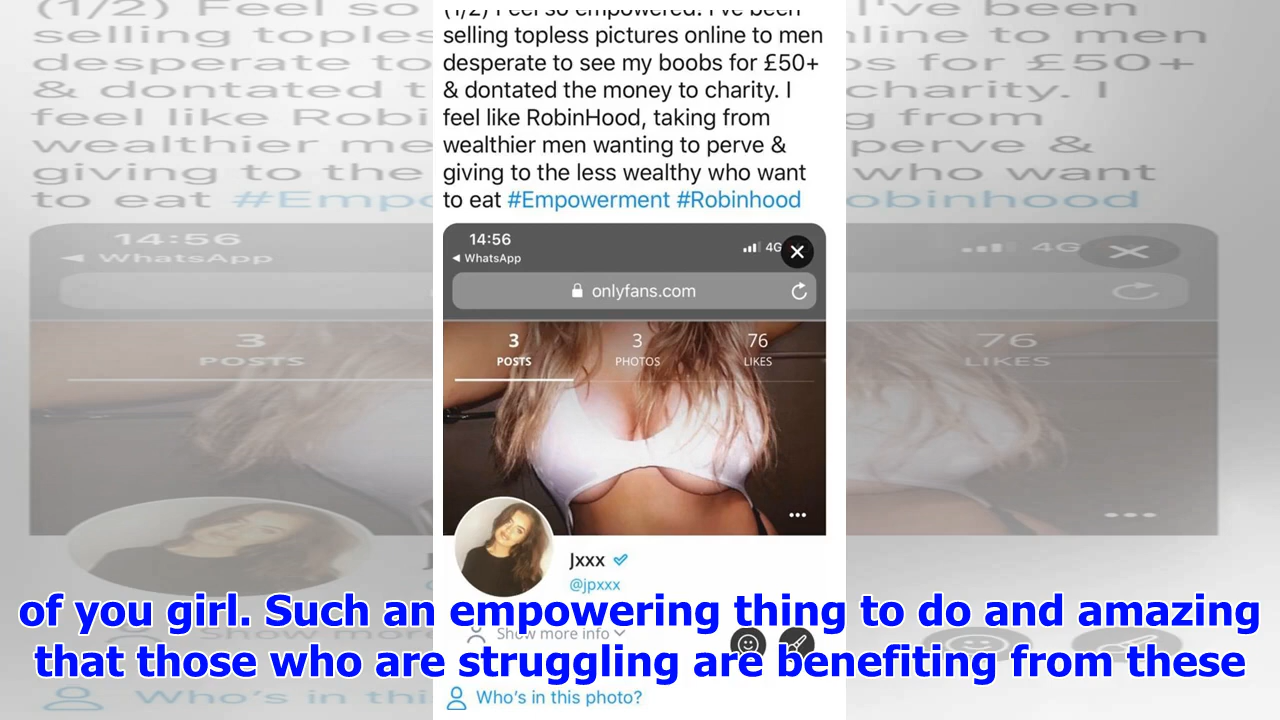 (1/2) Feel so empowered. I've been
selling topless pictures online to men
desperate to see my boobs for £50+
& dontated the money to charity. I
feel like RobinHood, taking from
wealthier men wanting to perve &
giving to the less wealthy who want
to eat #Empowerment #Robinhood
14:56
4G
WhatsApp
onlyfans.com
3
POSTS
3
PHOTOS
76
LIKES
Jxxx
@jpxxx
of you girl. Such an empowering thing to do and amazing
Show more info
that those who are struggling are benefiting from these
Who's in this photo?